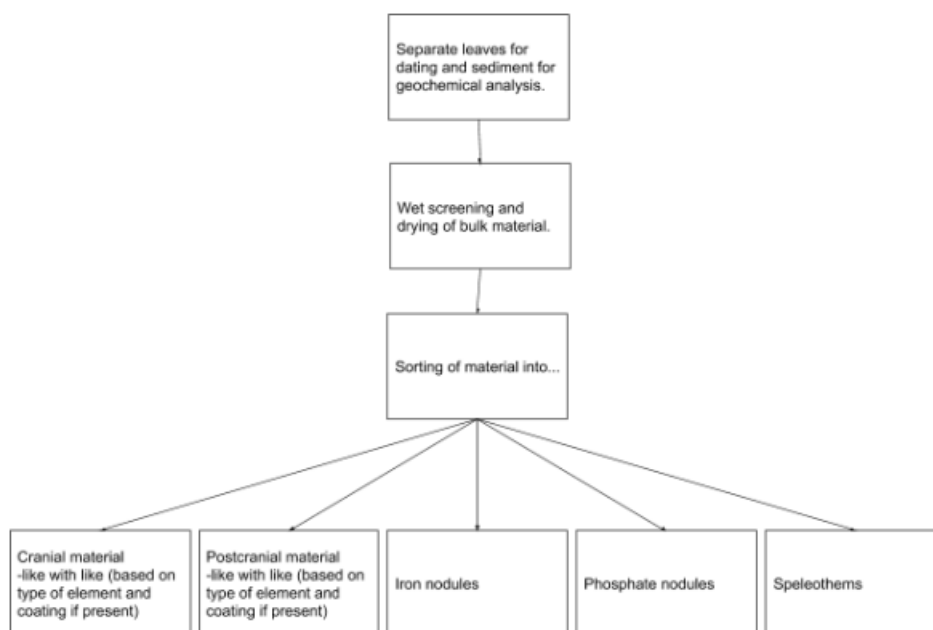 Separate leaves for
dating and sediment for
geochemical analysis.
Wet screening and
drying of bulk material.
Sorting of material into...
Cranial material
-like with like (based on
type of element and
coating if present)
Postcranial material
-like with like (based on
type of element and
coating if present)
Iron nodules
Phosphate nodules
Speleothems